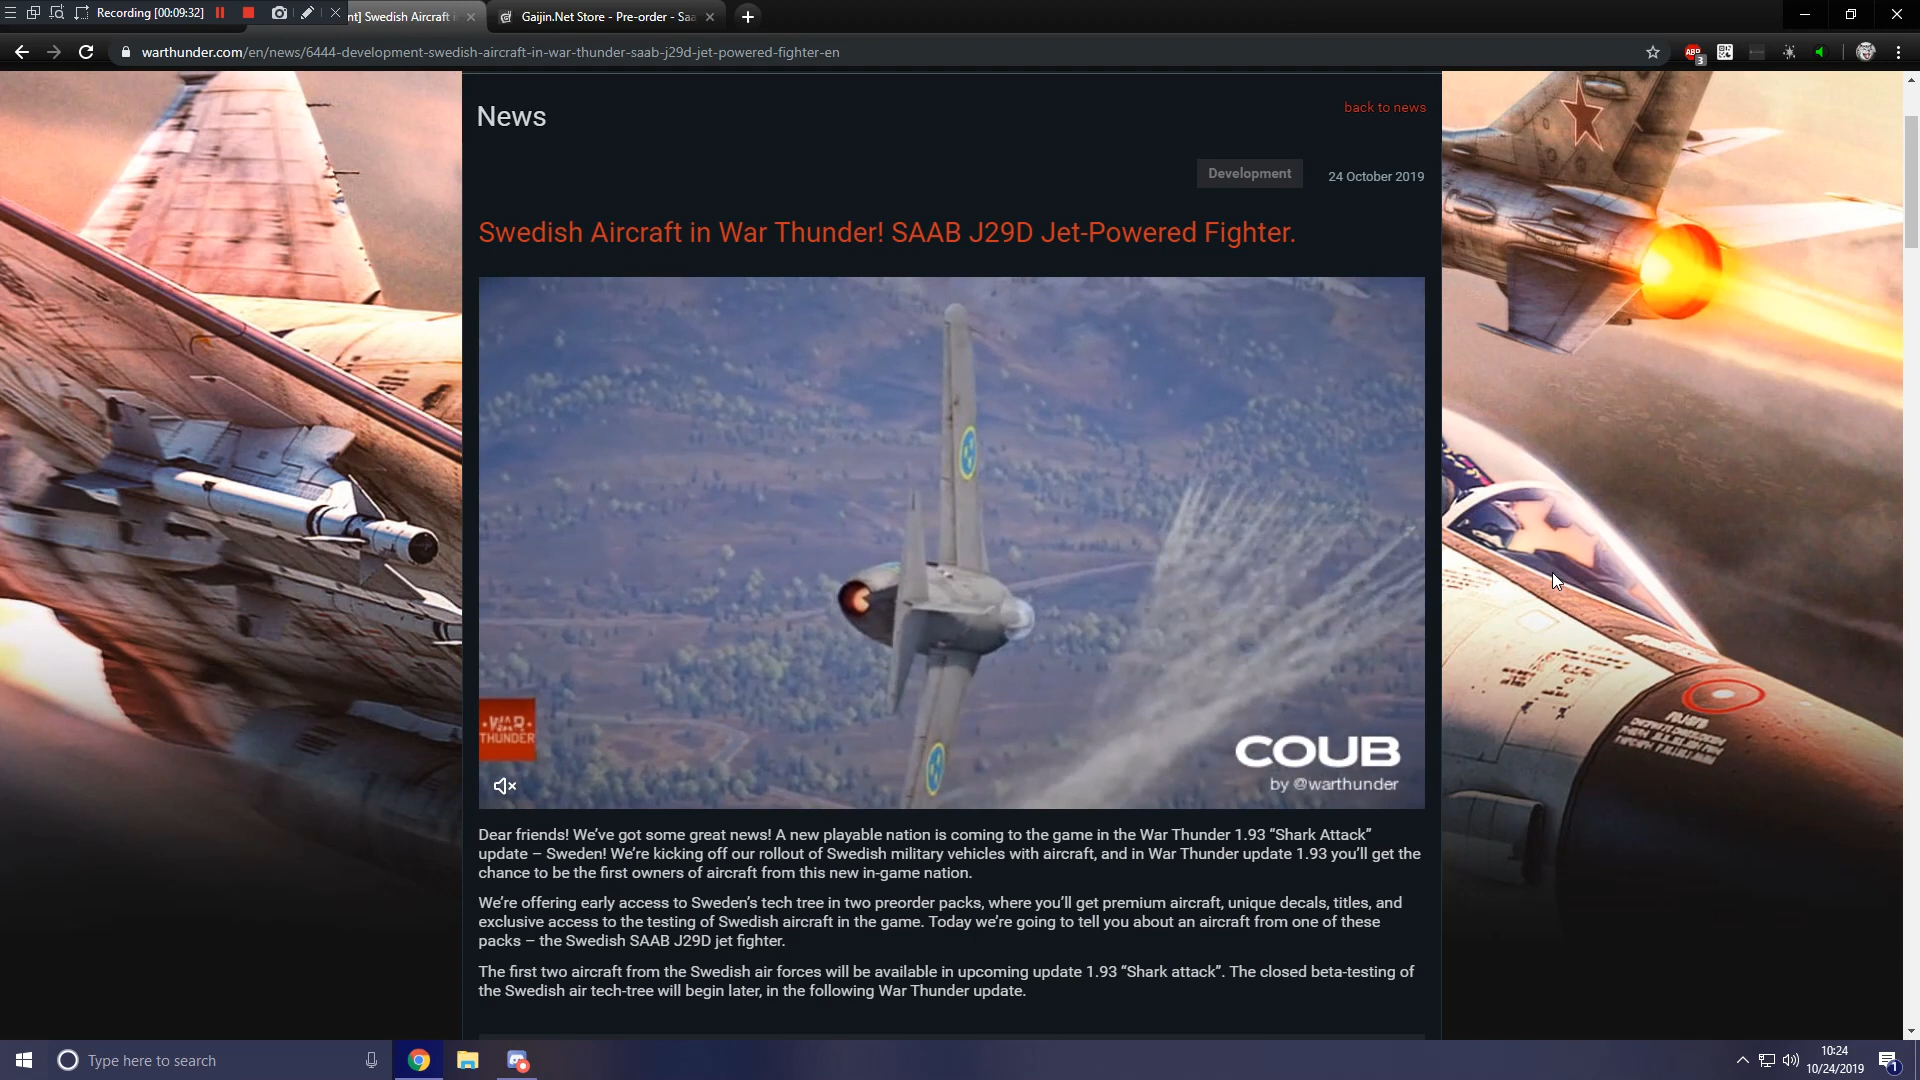 Recording [00:09:32]
nt] Swedish Aircraft i
Gaijin.Net Store - Pre-order - Saa
warthunder.com/en/news/6444-development-swedish-aircraft-in-war-thunder-saab-j29d-jet-powered-fighter-en
ABP
3
News
back to news
Development
24 October 2019
Swedish Aircraft in War Thunder! SAAB J29D Jet-Powered Fighter.
WAR
THUNDER
COUB
by @warthunder
Dear friends! We’ve got some great news! A new playable nation is coming to the game in the War Thunder 1.93 “Shark Attack”
update – Sweden! We’re kicking off our rollout of Swedish military vehicles with aircraft, and in War Thunder update 1.93 you’ll get the
chance to be the first owners of aircraft from this new in-game nation.
We’re offering early access to Sweden’s tech tree in two preorder packs, where you’ll get premium aircraft, unique decals, titles, and
exclusive access to the testing of Swedish aircraft in the game. Today we’re going to tell you about an aircraft from one of these
packs – the Swedish SAAB J29D jet fighter.
The first two aircraft from the Swedish air forces will be available in upcoming update 1.93 “Shark attack”. The closed beta-testing of
the Swedish air tech-tree will begin later, in the following War Thunder update.
Type here to search
10:24
10/24/2019
1